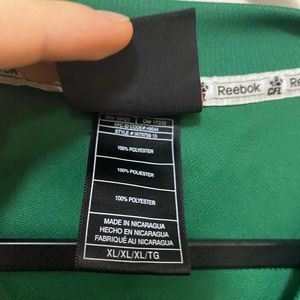 Reebok
CFL
100% POLYESTER
100% POLYESTER
100% POLYESTER
MADE IN NICARAGUA
HECHO EN NICARAGUA
FABRIQUÉ AU NICARAGUA
XL/XL/XL/TG